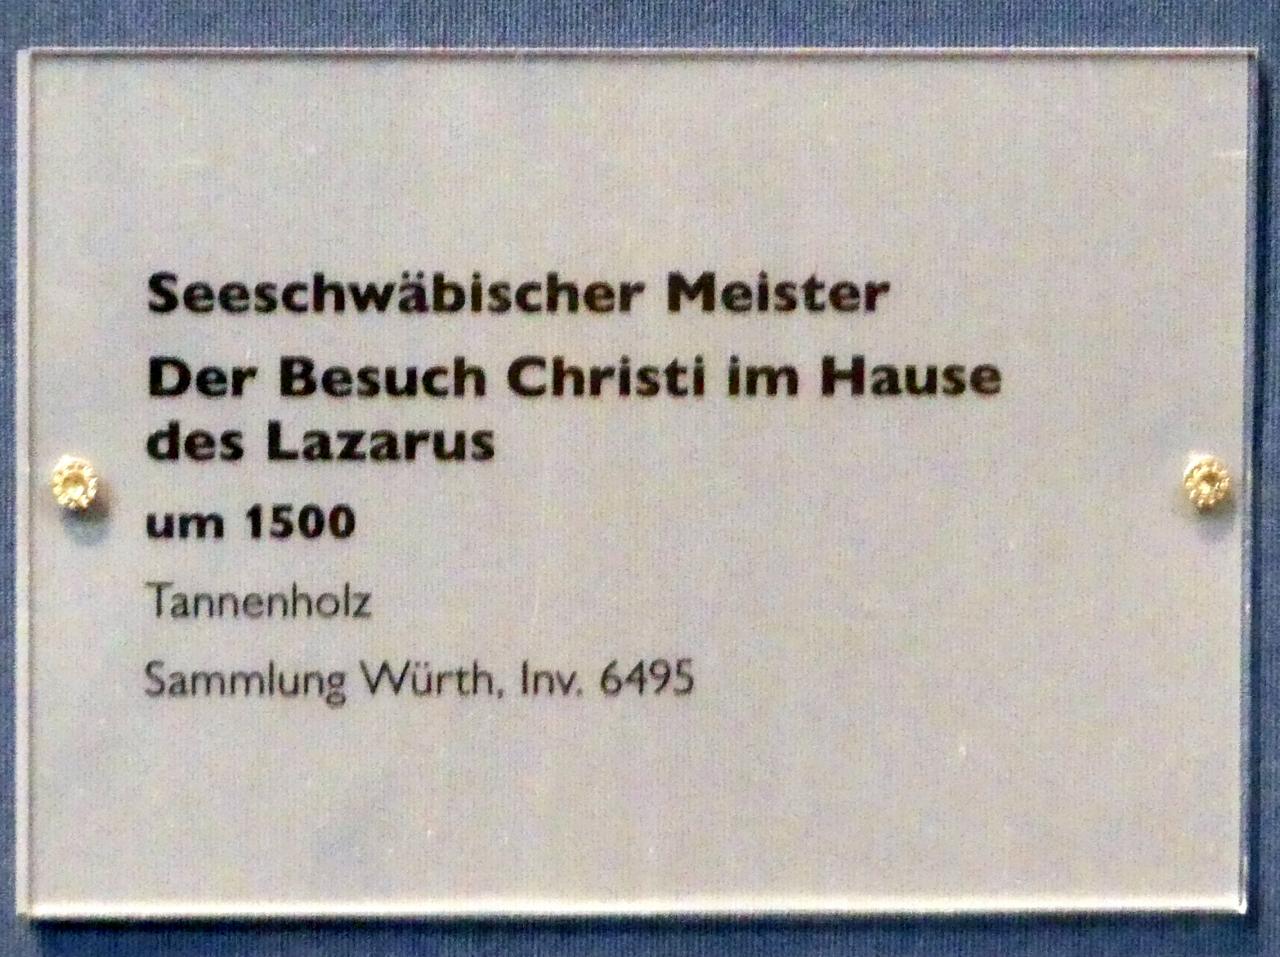 Seeschwäbischer Meister
Der Besuch Christi im Hause
des Lazarus
um 1500
Tannenholz
Sammlung Würth, Inv. 6495